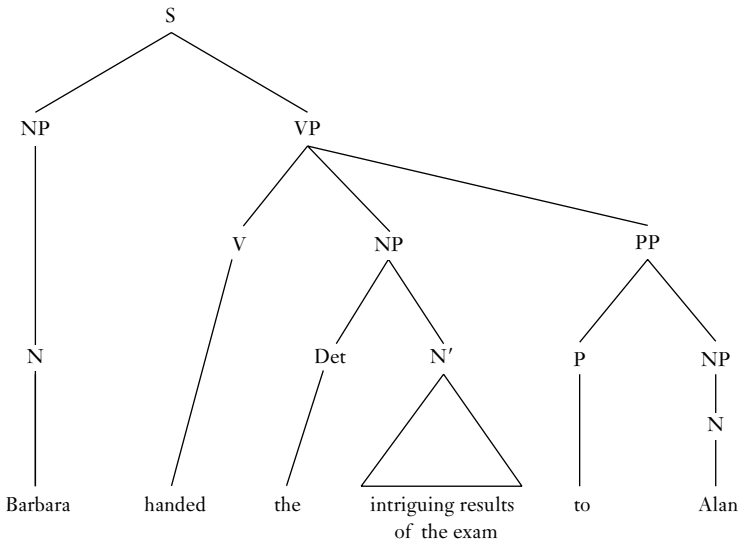 S
NP VP
V NP PP
N Det N′ P NP
N
Barbara handed the intriguing results to Alan
of the exam